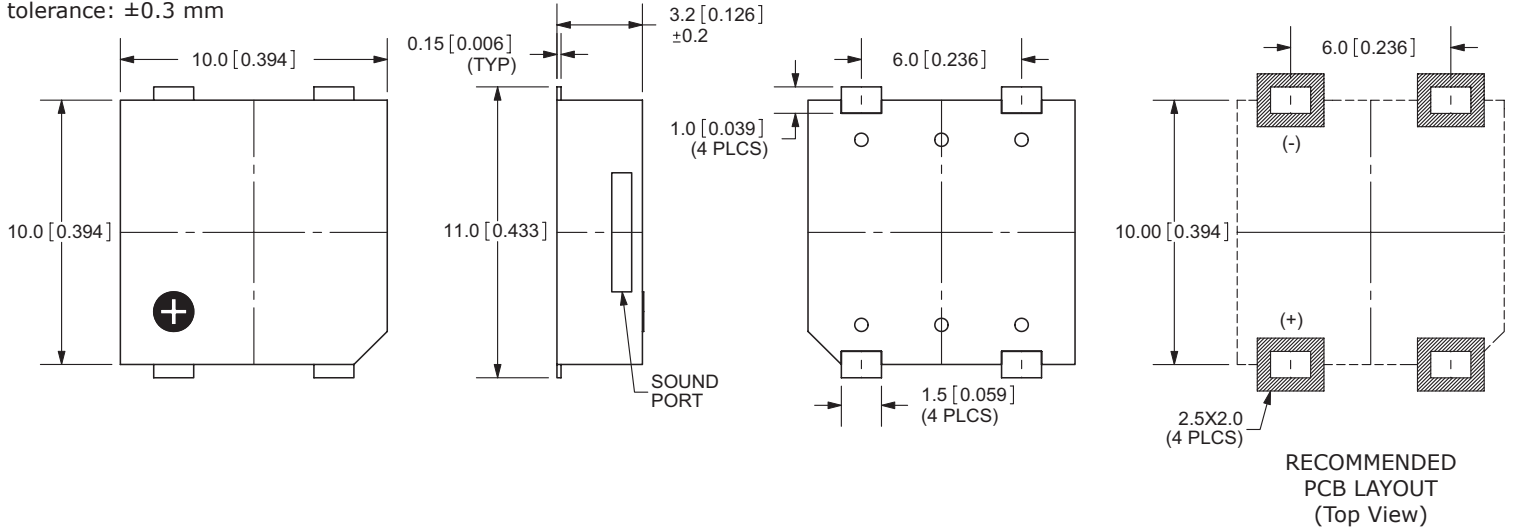 tolerance: ±0.3 mm
10.0 [0.394]
10.0 [0.394]
+
0.15 [0.006]
(TYP)
3.2 [0.126]
±0.2
11.0 [0.433]
SOUND
PORT
6.0 [0.236]
1.0 [0.039]
(4 PLCS)
1.5 [0.059]
(4 PLCS)
6.0 [0.236]
(-)
10.00 [0.394]
(+)
2.5X2.0
(4 PLCS)
RECOMMENDED
PCB LAYOUT
(Top View)